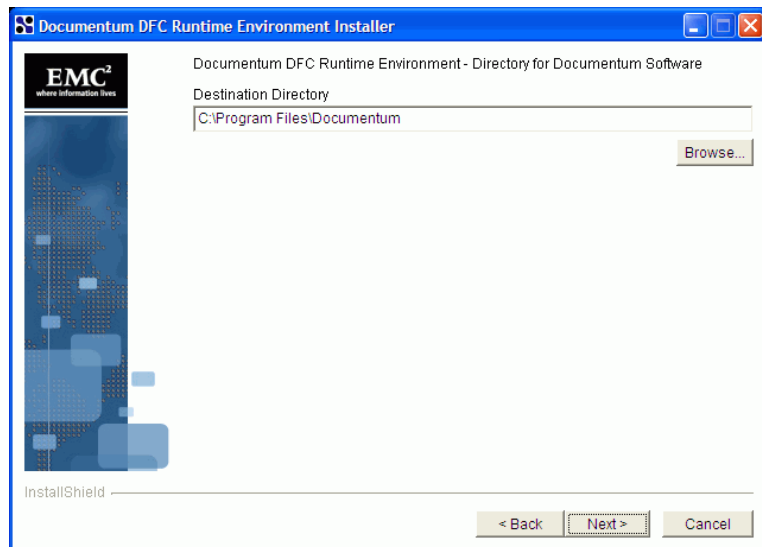 Documentum DFC Runtime Environment Installer
EMC²
where information lives
Documentum DFC Runtime Environment - Directory for Documentum Software
Destination Directory
C:\Program Files\Documentum
Browse...
InstallShield
< Back
Next >
Cancel